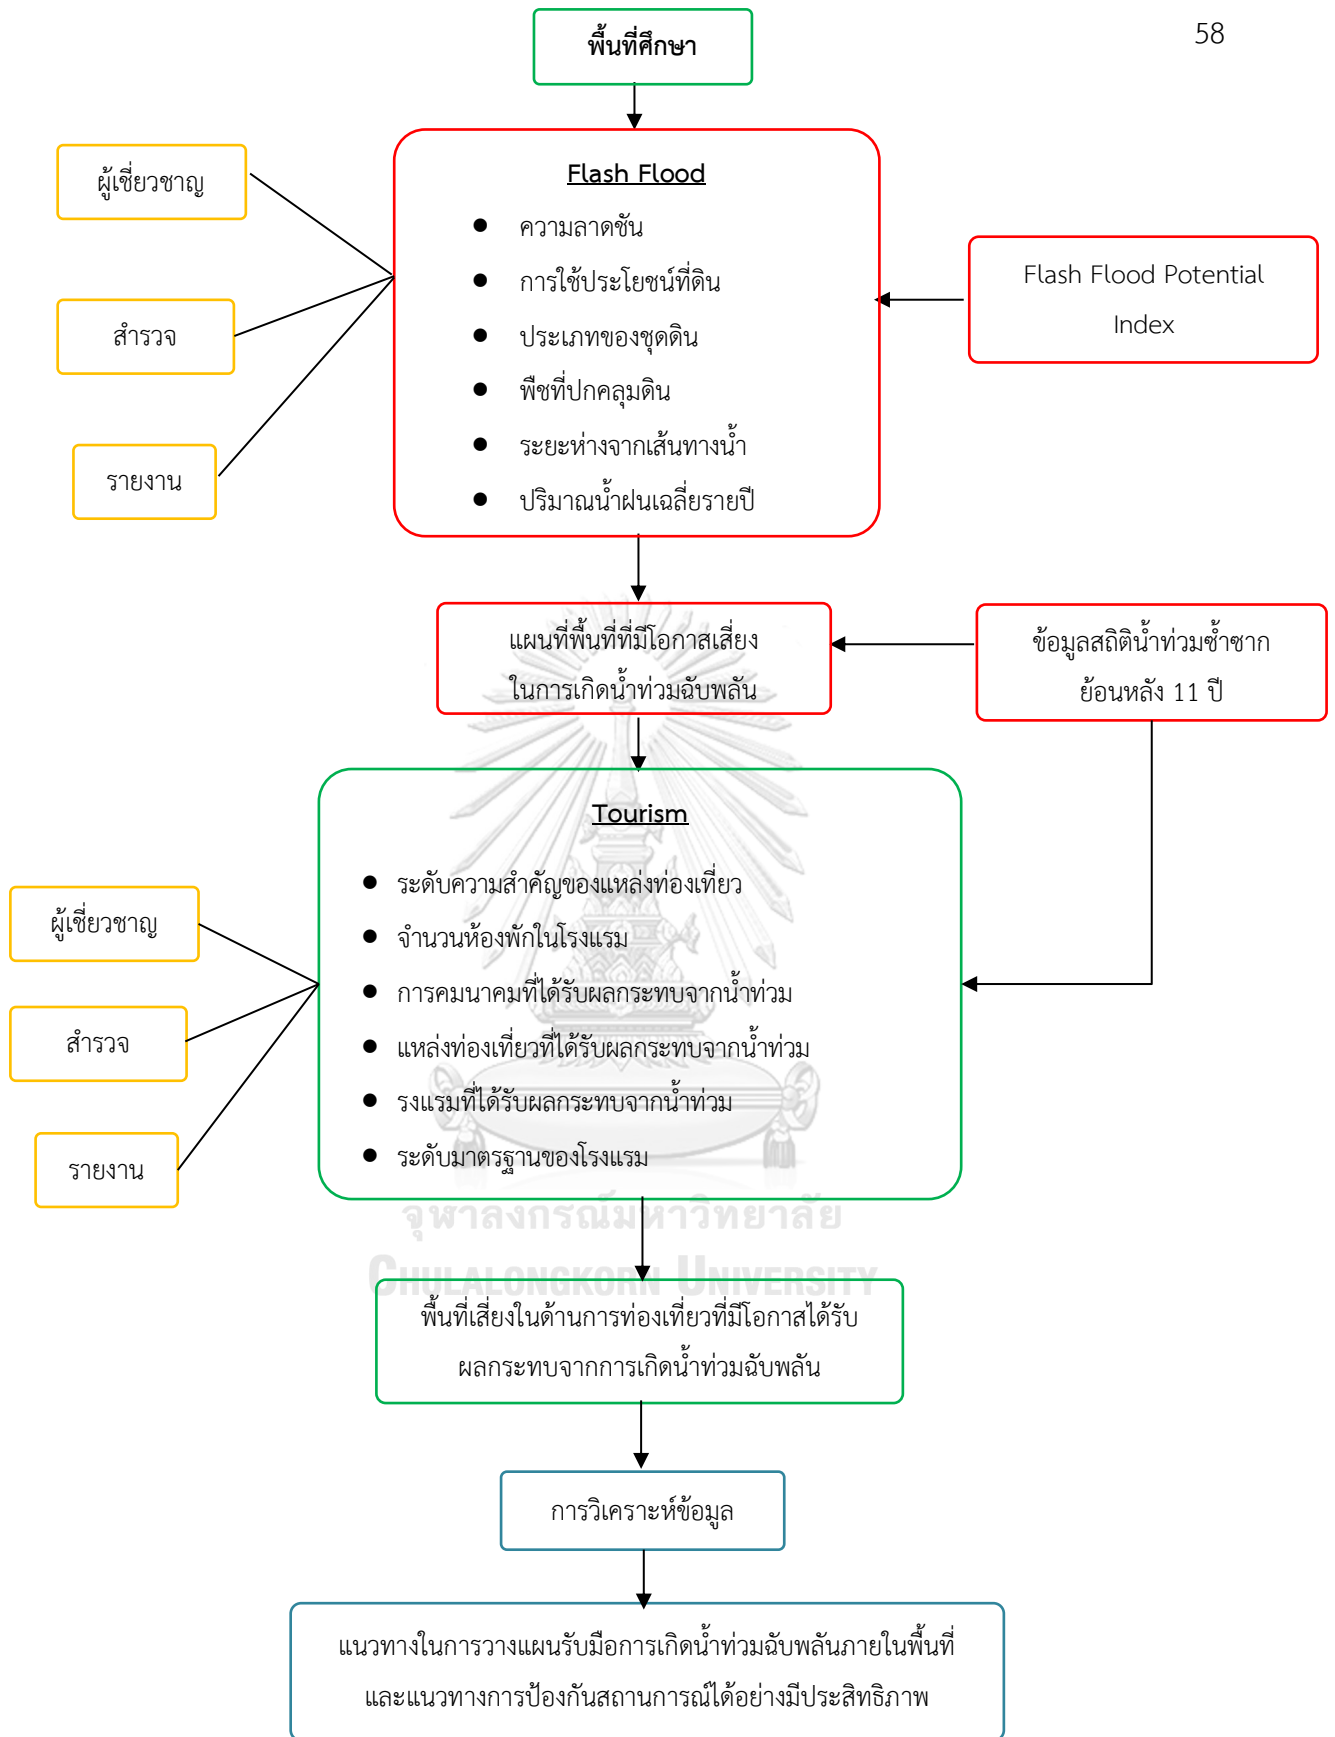 58
พื้นที่ศึกษา
Flash Flood
● ความลาดชัน
● การใช้ประโยชน์ที่ดิน
● ประเภทของชุดดิน
● พืชที่ปกคลุมดิน
● ระยะห่างจากเส้นทางน้ำ
● ปริมาณน้ำฝนเฉลี่ยรายปี
ผู้เชี่ยวชาญ
สำรวจ
รายงาน
Flash Flood Potential
Index
แผนที่พื้นที่ที่มีโอกาสเสี่ยง
ในการเกิดน้ำท่วมฉับพลัน
ข้อมูลสถิติน้ำท่วมซ้ำซาก
ย้อนหลัง 11 ปี
Tourism
● ระดับความสำคัญของแหล่งท่องเที่ยว
● จำนวนห้องพักในโรงแรม
● การคมนาคมที่ได้รับผลกระทบจากน้ำท่วม
● แหล่งท่องเที่ยวที่ได้รับผลกระทบจากน้ำท่วม
● รงแรมที่ได้รับผลกระทบจากน้ำท่วม
● ระดับมาตรฐานของโรงแรม
ผู้เชี่ยวชาญ
สำรวจ
รายงาน
จุฬาลงกรณ์มหาวิทยาลัย
CHULALONGKORN UNIVERSITY
พื้นที่เสี่ยงในด้านการท่องเที่ยวที่มีโอกาสได้รับ
ผลกระทบจากการเกิดน้ำท่วมฉับพลัน
การวิเคราะห์ข้อมูล
แนวทางในการวางแผนรับมือการเกิดน้ำท่วมฉับพลันภายในพื้นที่
และแนวทางการป้องกันสถานการณ์ได้อย่างมีประสิทธิภาพ